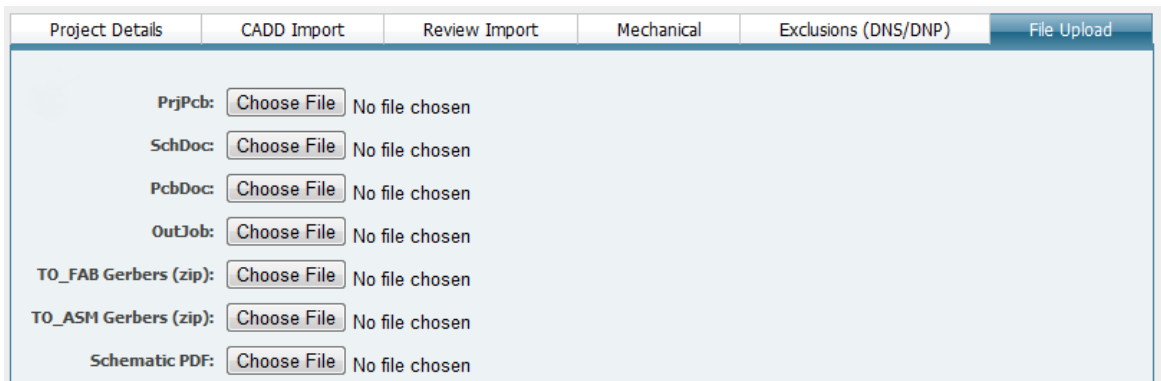 Project Details CADD Import Review Import Mechanical Exclusions (DNS/DNP) File Upload
PrjPcb: Choose File No file chosen
SchDoc: Choose File No file chosen
PcbDoc: Choose File No file chosen
OutJob: Choose File No file chosen
TO_FAB Gerbers (zip): Choose File No file chosen
TO_ASM Gerbers (zip): Choose File No file chosen
Schematic PDF: Choose File No file chosen